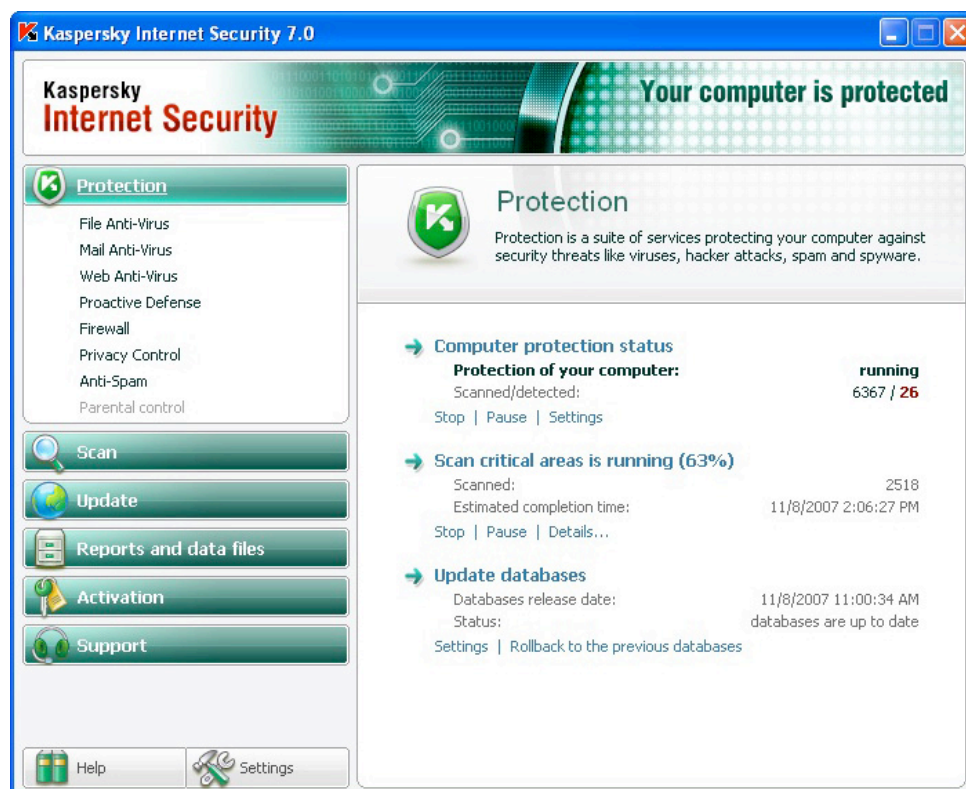 Kaspersky Internet Security 7.0
Kaspersky
Internet Security
Your computer is protected
Protection
File Anti-Virus
Mail Anti-Virus
Web Anti-Virus
Proactive Defense
Firewall
Privacy Control
Anti-Spam
Parental control
Scan
Update
Reports and data files
Activation
Support
Help
Settings
Protection
Protection is a suite of services protecting your computer against
security threats like viruses, hacker attacks, spam and spyware.
Computer protection status
Protection of your computer: running
Scanned/detected: 6367 / 26
Stop | Pause | Settings
Scan critical areas is running (63%)
Scanned: 2518
Estimated completion time: 11/8/2007 2:06:27 PM
Stop | Pause | Details...
Update databases
Databases release date: 11/8/2007 11:00:34 AM
Status: databases are up to date
Settings | Rollback to the previous databases